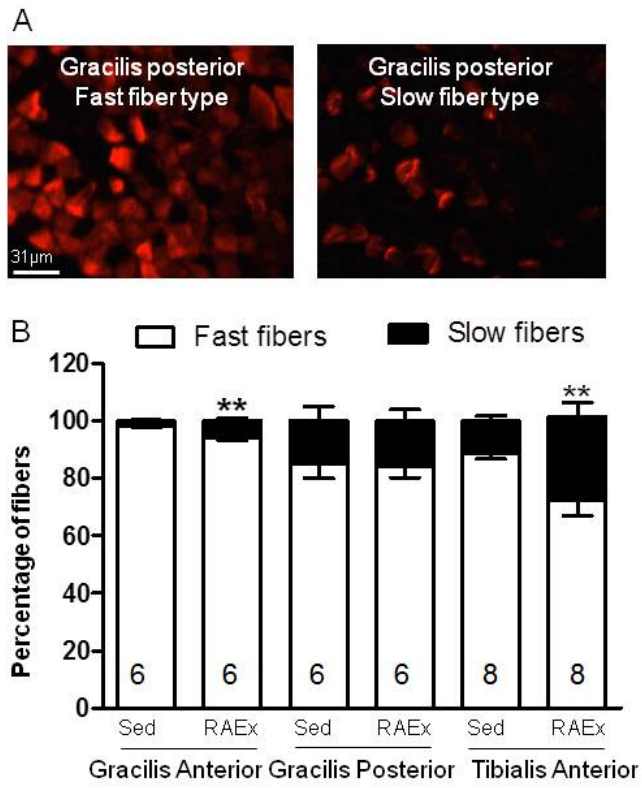 A
Gracilis posterior
Fast fiber type
Gracilis posterior
Slow fiber type
31µm
B
Fast fibers
Slow fibers
Percentage of fibers
120
100
80
60
40
20
0
**
**
6
6
6
6
8
8
Sed
RAEx
Sed
RAEx
Sed
RAEx
Gracilis Anterior
Gracilis Posterior
Tibialis Anterior